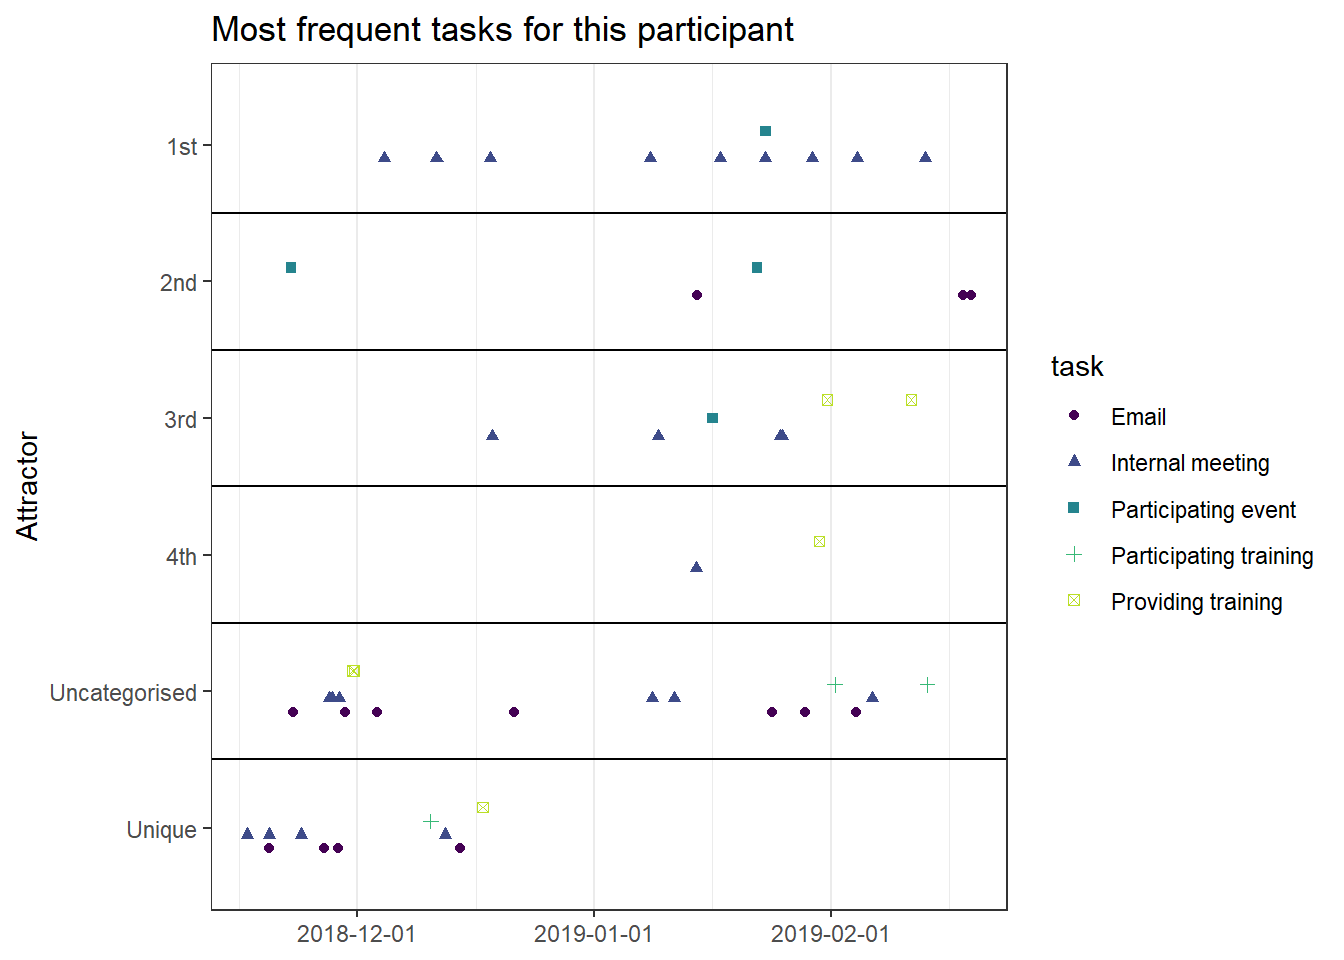 Most frequent tasks for this participant
Attractor
1st
2nd
3rd
4th
Uncategorised
Unique
2018-12-01
2019-01-01
2019-02-01
task
Email
Internal meeting
Participating event
Participating training
Providing training